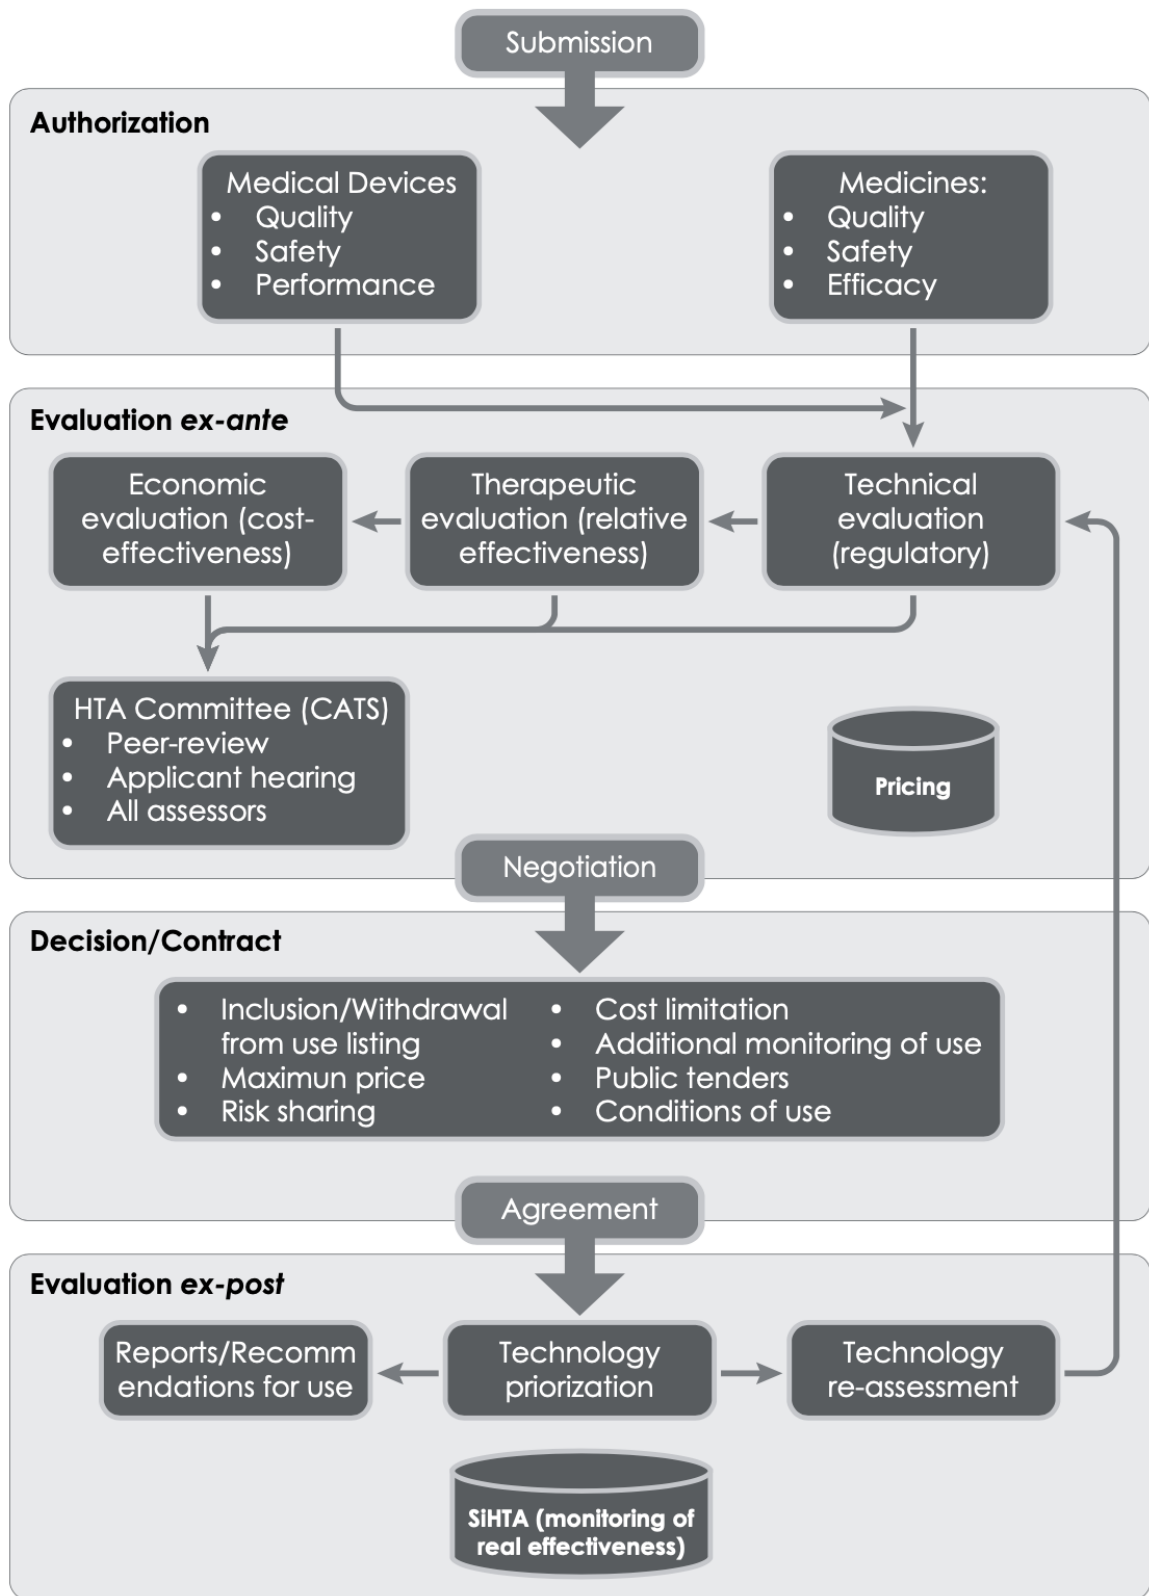 Submission
Authorization
Medical Devices
• Quality
• Safety
• Performance
Medicines:
• Quality
• Safety
• Efficacy
Evaluation ex-ante
Economic
evaluation (cost-
effectiveness)
Therapeutic
evaluation (relative
effectiveness)
Technical
evaluation
(regulatory)
HTA Committee (CATS)
• Peer-review
• Applicant hearing
• All assessors
Pricing
Negotiation
Decision/Contract
• Inclusion/Withdrawal
from use listing
• Maximun price
• Risk sharing
• Cost limitation
• Additional monitoring of use
• Public tenders
• Conditions of use
Agreement
Evaluation ex-post
Reports/Recomm
endations for use
Technology
priorization
Technology
re-assessment
SiHTA (monitoring of
real effectiveness)